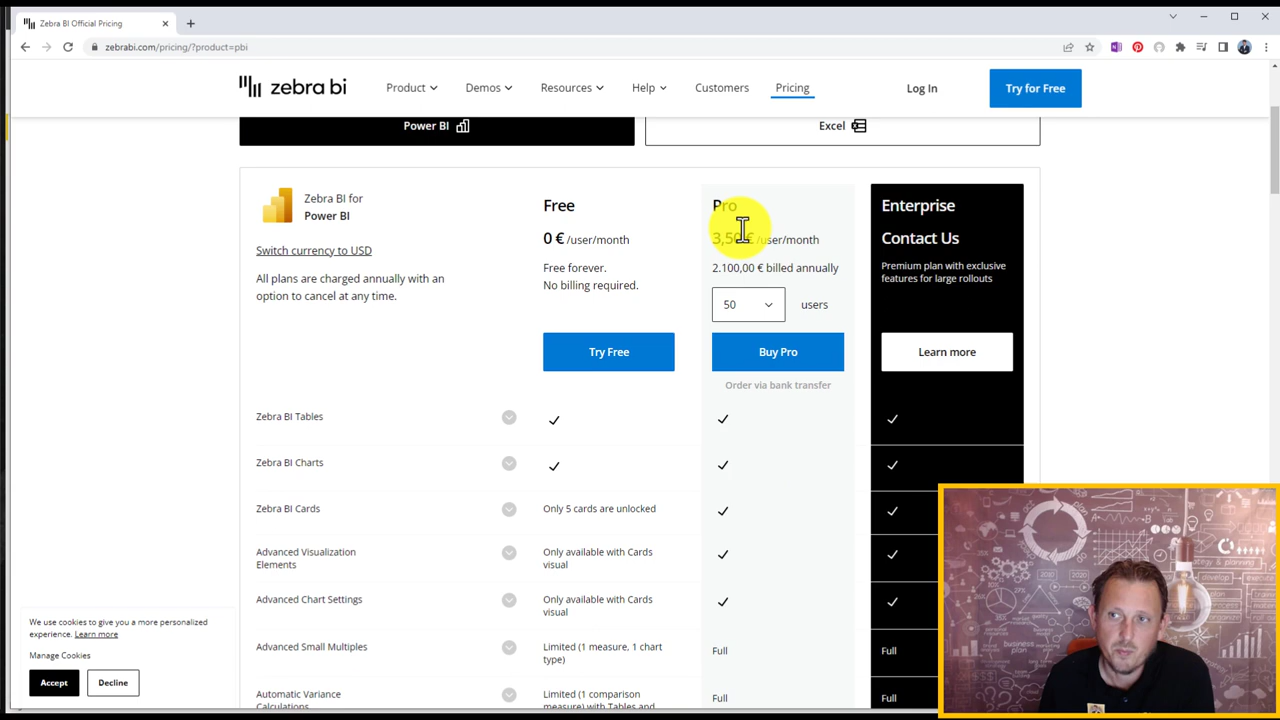 Zebra BI Official Pricing
zebrabi.com/pricing/?product=pbi
zebra bi
Product
Demos
Resources
Help
Customers
Pricing
Log In
Try for Free
Power BI
Excel
Zebra BI for
Power BI
Switch currency to USD
All plans are charged annually with an
option to cancel at any time.
Free
0 € /user/month
Free forever.
No billing required.
Try Free
Pro
3,50 € /user/month
2.100,00 € billed annually
50
users
Buy Pro
Order via bank transfer
Enterprise
Contact Us
Premium plan with exclusive
features for large rollouts
Learn more
Zebra BI Tables
Zebra BI Charts
Zebra BI Cards
Only 5 cards are unlocked
Advanced Visualization
Elements
Only available with Cards
visual
Advanced Chart Settings
Only available with Cards
visual
Advanced Small Multiples
Limited (1 measure, 1 chart
type)
Full
Full
Automatic Variance
Calculations
Limited (1 comparison
measure) with Tables and
Full
Full
We use cookies to give you a more personalized
experience. Learn more
Manage Cookies
Accept
Decline